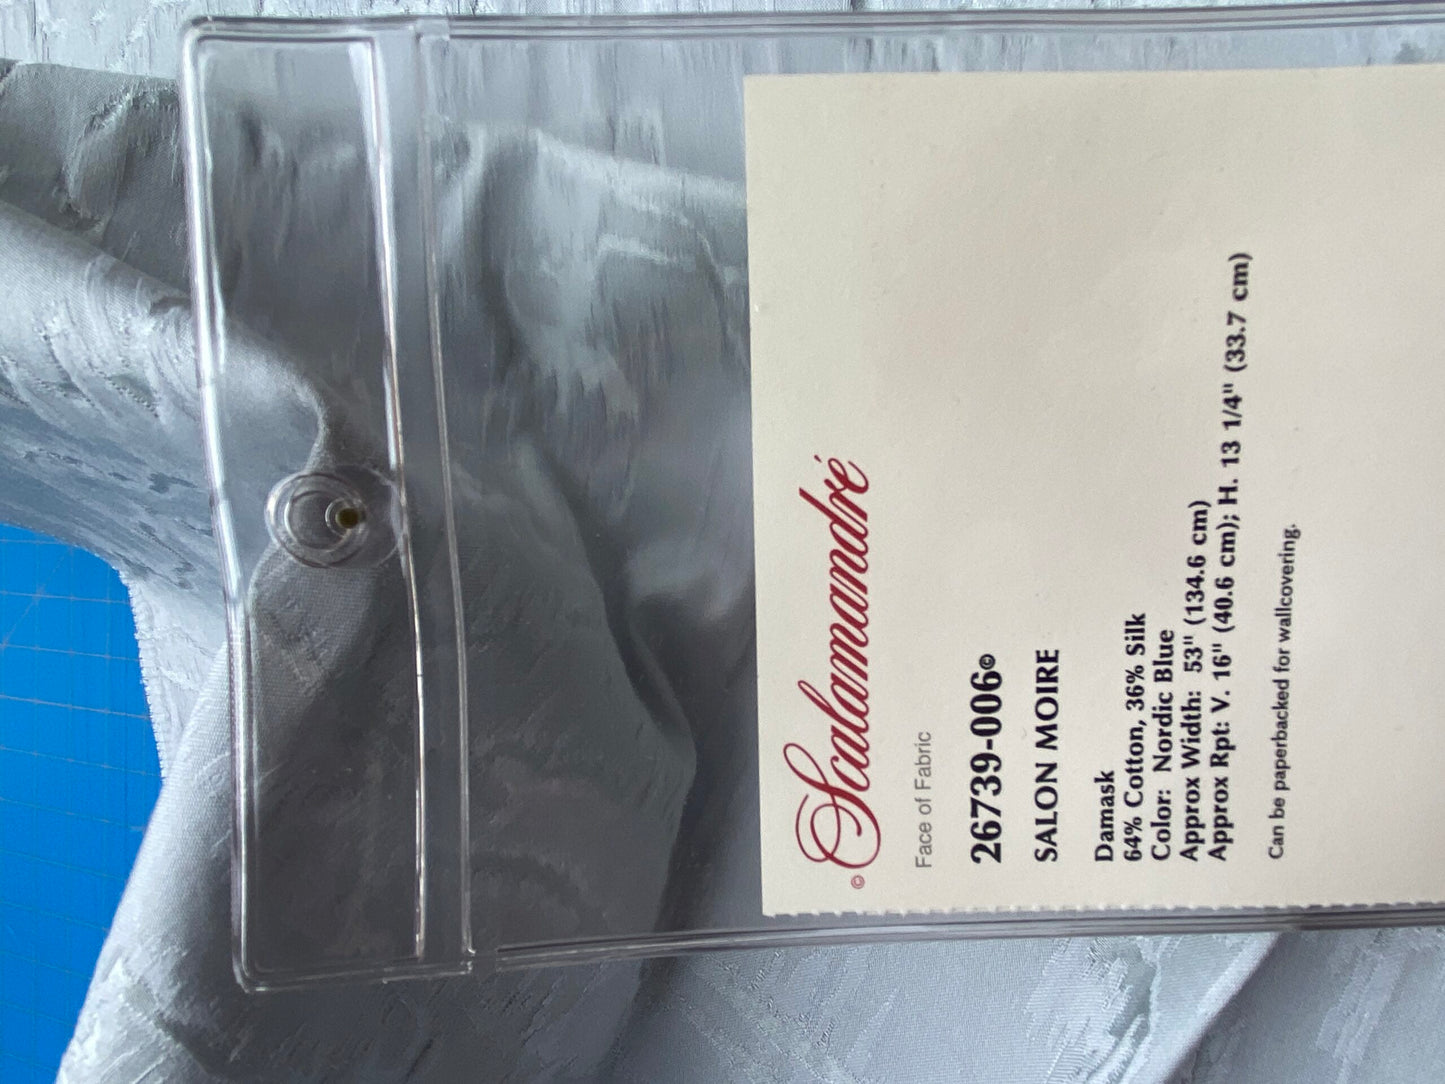 © Scalamandré
Face of Fabric
26739-006©
SALON MOIRE
Damask
64% Cotton, 36% Silk
Color: Nordic Blue
Approx Width: 53" (134.6 cm)
Approx Rpt: V. 16" (40.6 cm); H. 13 1/4" (33.7 cm)
Can be paperbacked for wallcovering.